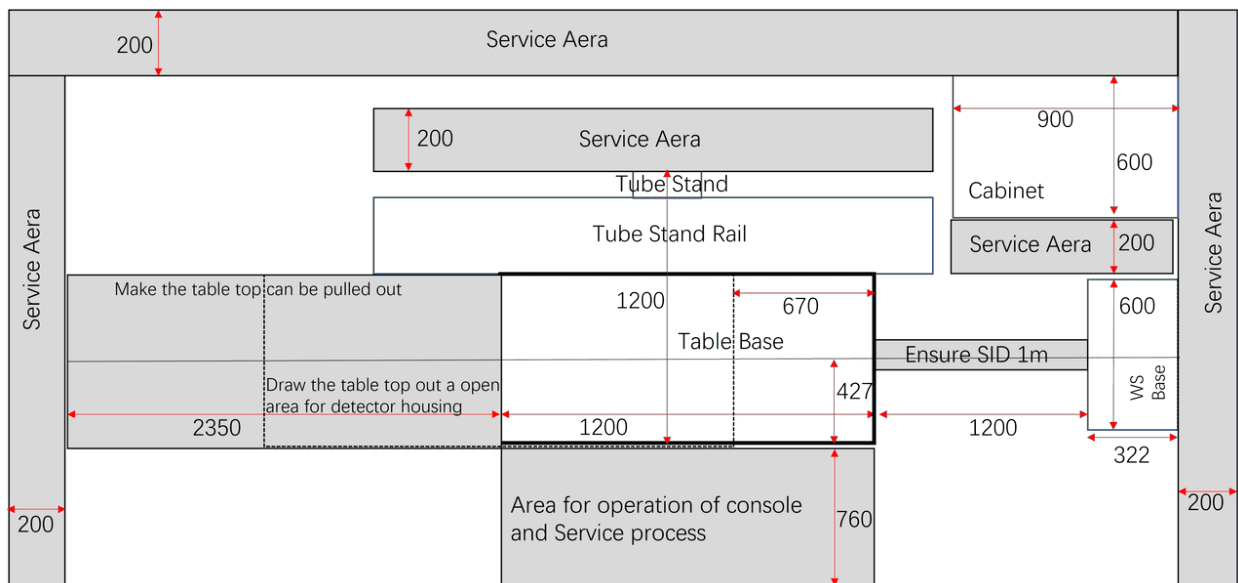 Service Aera
200
900
200
Service Aera
600
Tube Stand
Cabinet
Service Aera
Tube Stand Rail
Service Aera
200
Service Aera
Make the table top can be pulled out
1200
670
600
Table Base
Ensure SID 1m
Draw the table top out a open
area for detector housing
427
WS
Base
2350
1200
1200
322
Area for operation of console
and Service process
760
200
200